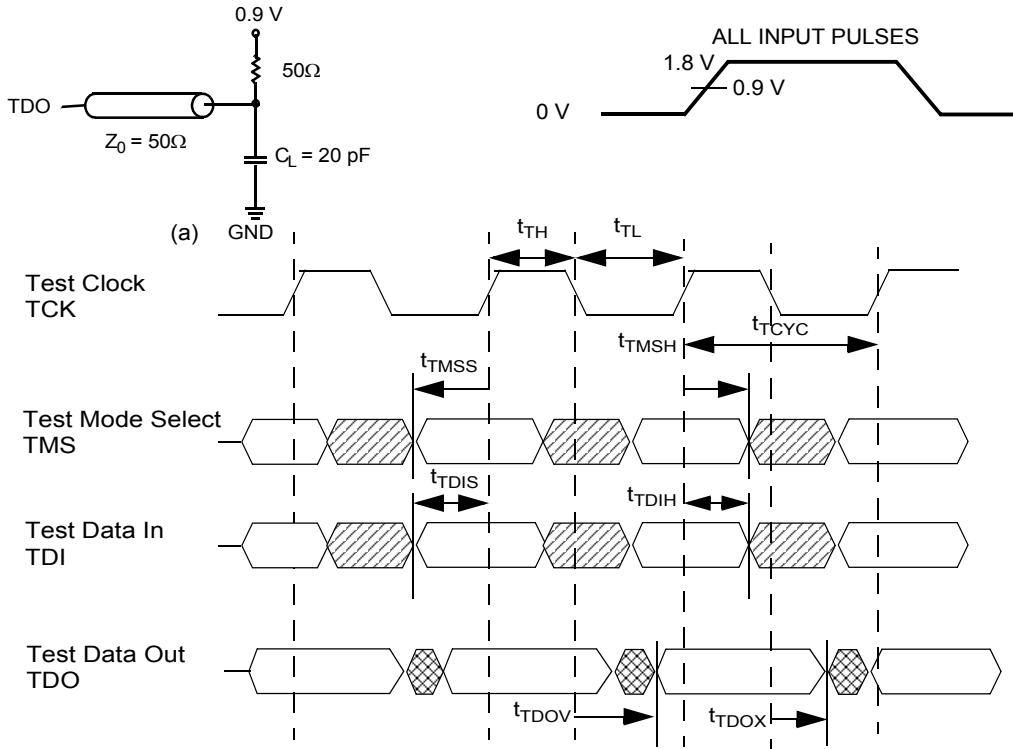 0.9 V
50Ω
TDO
Z0 = 50Ω
CL = 20 pF
(a)
GND
ALL INPUT PULSES
1.8 V
0.9 V
0 V
tTH
tTL
Test Clock
TCK
tTCYC
tTMSH
tTMSS
Test Mode Select
TMS
tTDIS
tTDIH
Test Data In
TDI
Test Data Out
TDO
tTDOV
tTDOX